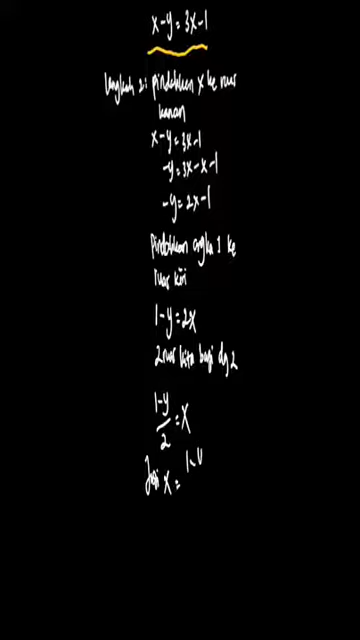 x-y=3x-1
langkah 2: pindahkan x ke ruas
kanan
x-y=3x-1
-y=3x-x-1
-y=2x-1
pindahkan angka 1 ke
ruas kiri
1-y=2x
2 ruas kita bagi dg 2
1-y/2=x
Jadi x=1-y